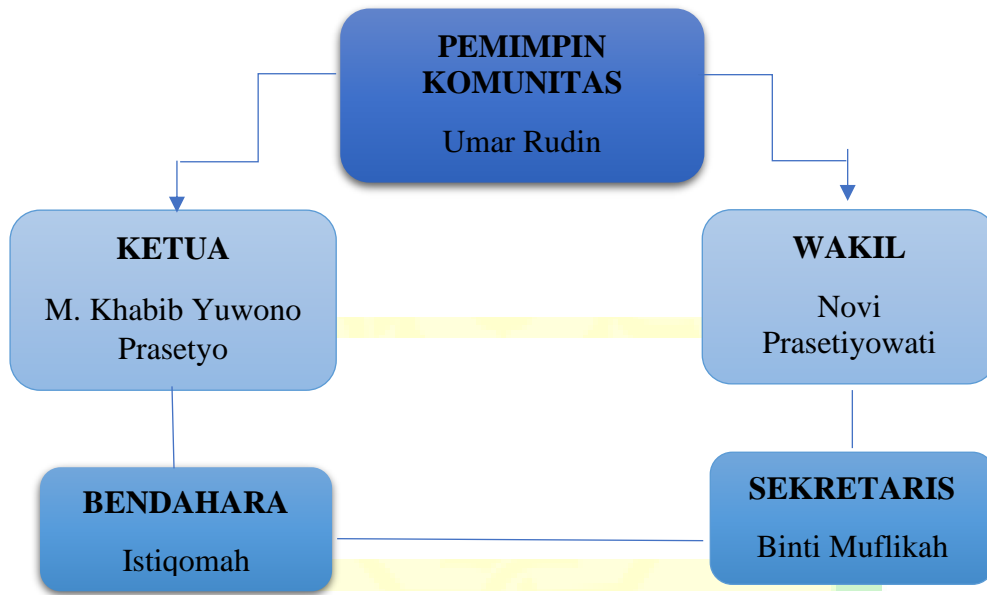 PEMIMPIN
KOMUNITAS
Umar Rudin
KETUA
M. Khabib Yuwono
Prasetyo
WAKIL
Novi
Prasetiyowati
BENDAHARA
Istiqomah
SEKRETARIS
Binti Muflikah